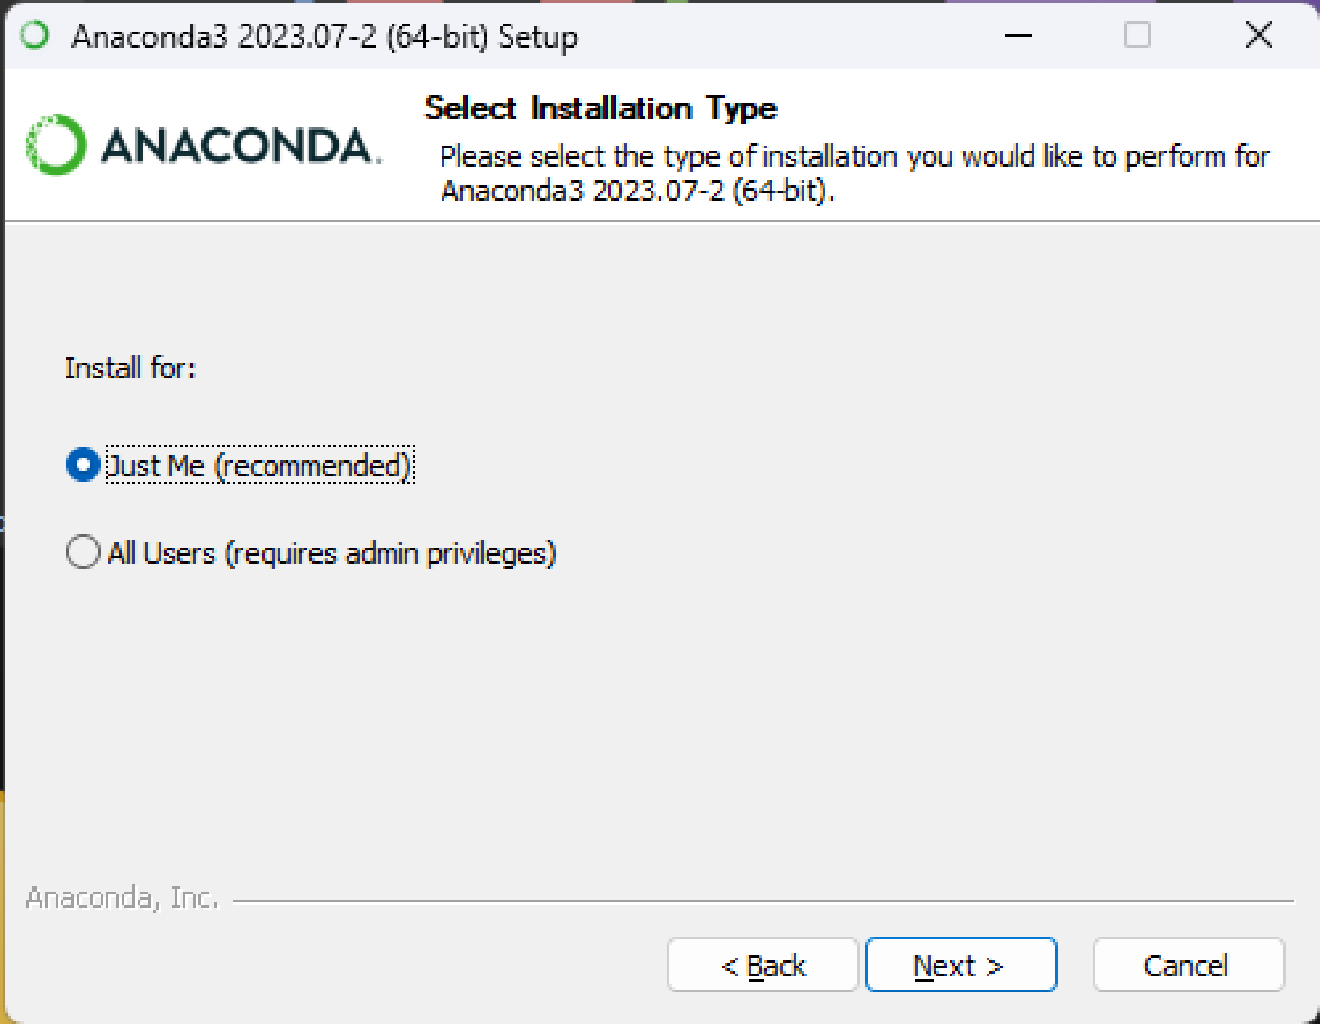 Anaconda3 2023.07-2 (64-bit) Setup
ANACONDA.
Select Installation Type
Please select the type of installation you would like to perform for
Anaconda3 2023.07-2 (64-bit).
Install for:
Just Me (recommended)
All Users (requires admin privileges)
Anaconda, Inc.
< Back
Next >
Cancel